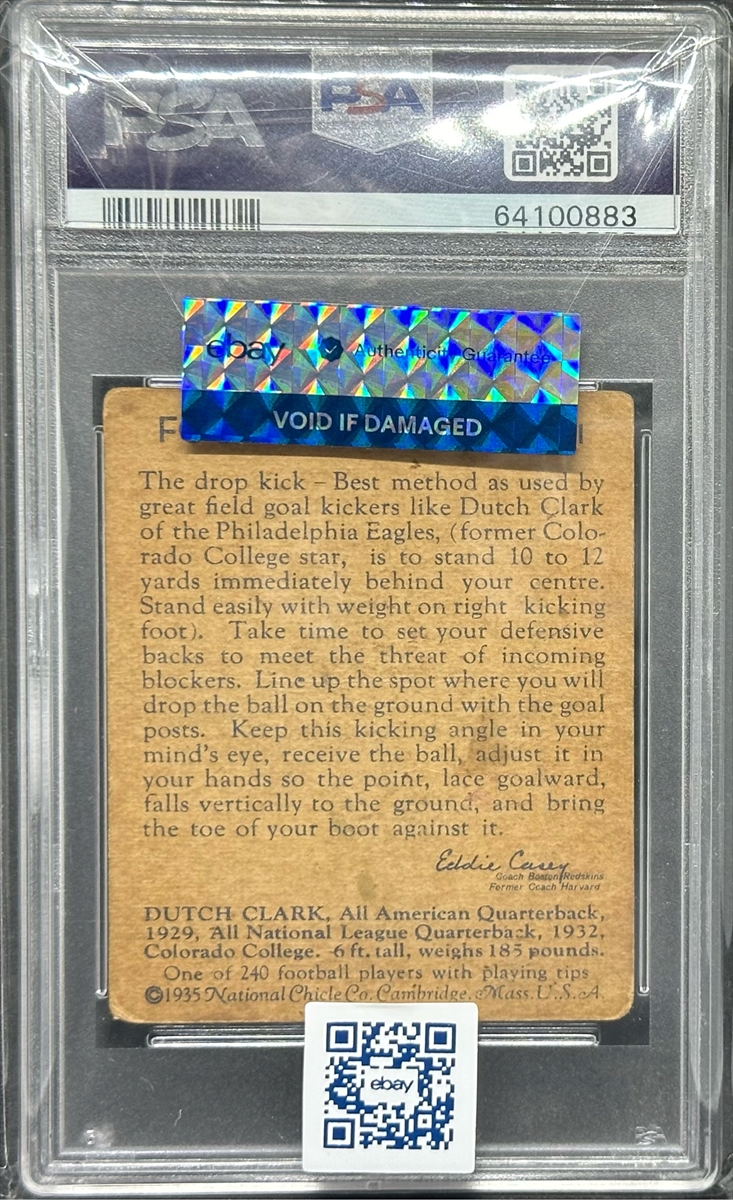 PSA
PSA
64100883
ebay Authenticity Guarantee
VOID IF DAMAGED
The drop kick – Best method as used by
great field goal kickers like Dutch Clark
of the Philadelphia Eagles, (former Colo-
rado College star, is to stand 10 to 12
yards immediately behind your centre.
Stand easily with weight on right kicking
foot). Take time to set your defensive
backs to meet the threat of incoming
blockers. Line up the spot where you will
drop the ball on the ground with the goal
posts. Keep this kicking angle in your
mind's eye, receive the ball, adjust it in
your hands so the point, lace goalward,
falls vertically to the ground, and bring
the toe of your boot against it.
Eddie Casey
Coach Boston Redskins
Former Coach Harvard
DUTCH CLARK, All American Quarterback,
1929, All National League Quarterback, 1932,
Colorado College. 6 ft. tall, weighs 185 pounds.
One of 240 football players with playing tips
©1935 National Chicle Co. Cambridge. Mass. U.S.A.
ebay